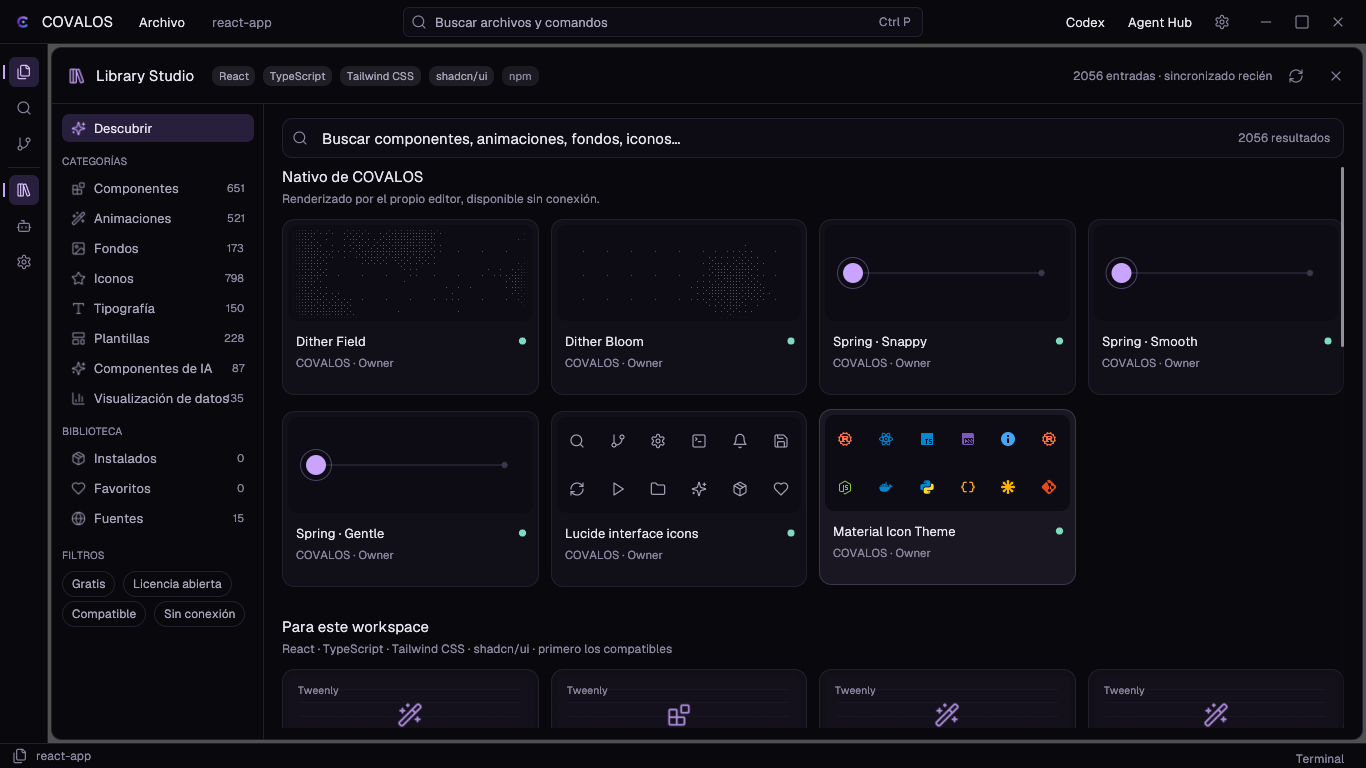 COVALOS Archivo react-app Buscar archivos y comandos Ctrl P Codex Agent Hub
Library Studio React TypeScript Tailwind CSS shadcn/ui npm 2056 entradas · sincronizado recién
Descubrir
CATEGORÍAS
Componentes 651
Animaciones 521
Fondos 173
Iconos 798
Tipografía 150
Plantillas 228
Componentes de IA 87
Visualización de datos 135
BIBLIOTECA
Instalados 0
Favoritos 0
Fuentes 15
FILTROS
Gratis Licencia abierta
Compatible Sin conexión
Buscar componentes, animaciones, fondos, iconos... 2056 resultados
Nativo de COVALOS
Renderizado por el propio editor, disponible sin conexión.
Dither Field
COVALOS · Owner
Dither Bloom
COVALOS · Owner
Spring · Snappy
COVALOS · Owner
Spring · Smooth
COVALOS · Owner
Spring · Gentle
COVALOS · Owner
Lucide interface icons
COVALOS · Owner
TS
JS
Material Icon Theme
COVALOS · Owner
Para este workspace
React · TypeScript · Tailwind CSS · shadcn/ui · primero los compatibles
Tweenly
Tweenly
Tweenly
Tweenly
react-app
Terminal